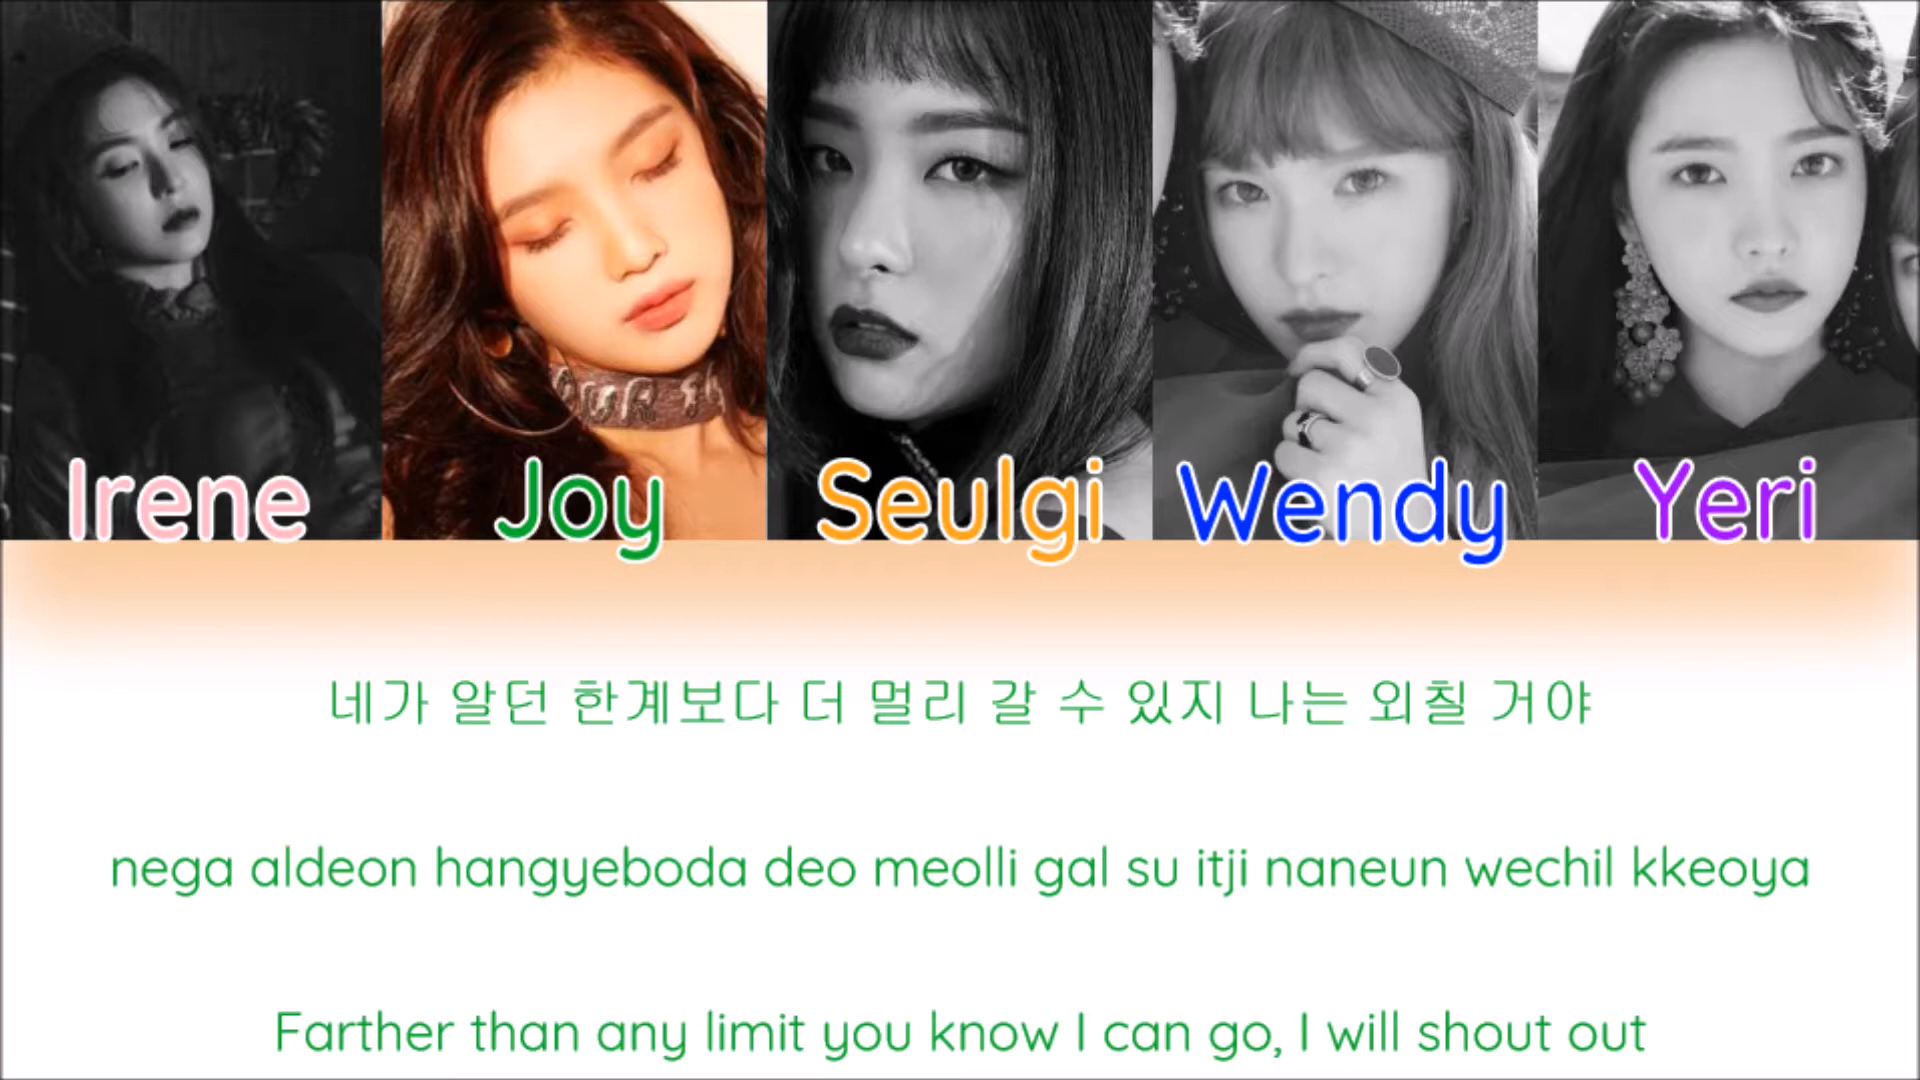 Irene Joy Seulgi Wendy Yeri
네가 알던 한계보다 더 멀리 갈 수 있지 나는 외칠 거야
nega aldeon hangyeboda deo meolli gal su itji naneun wechil kkeoya
Farther than any limit you know I can go, I will shout out